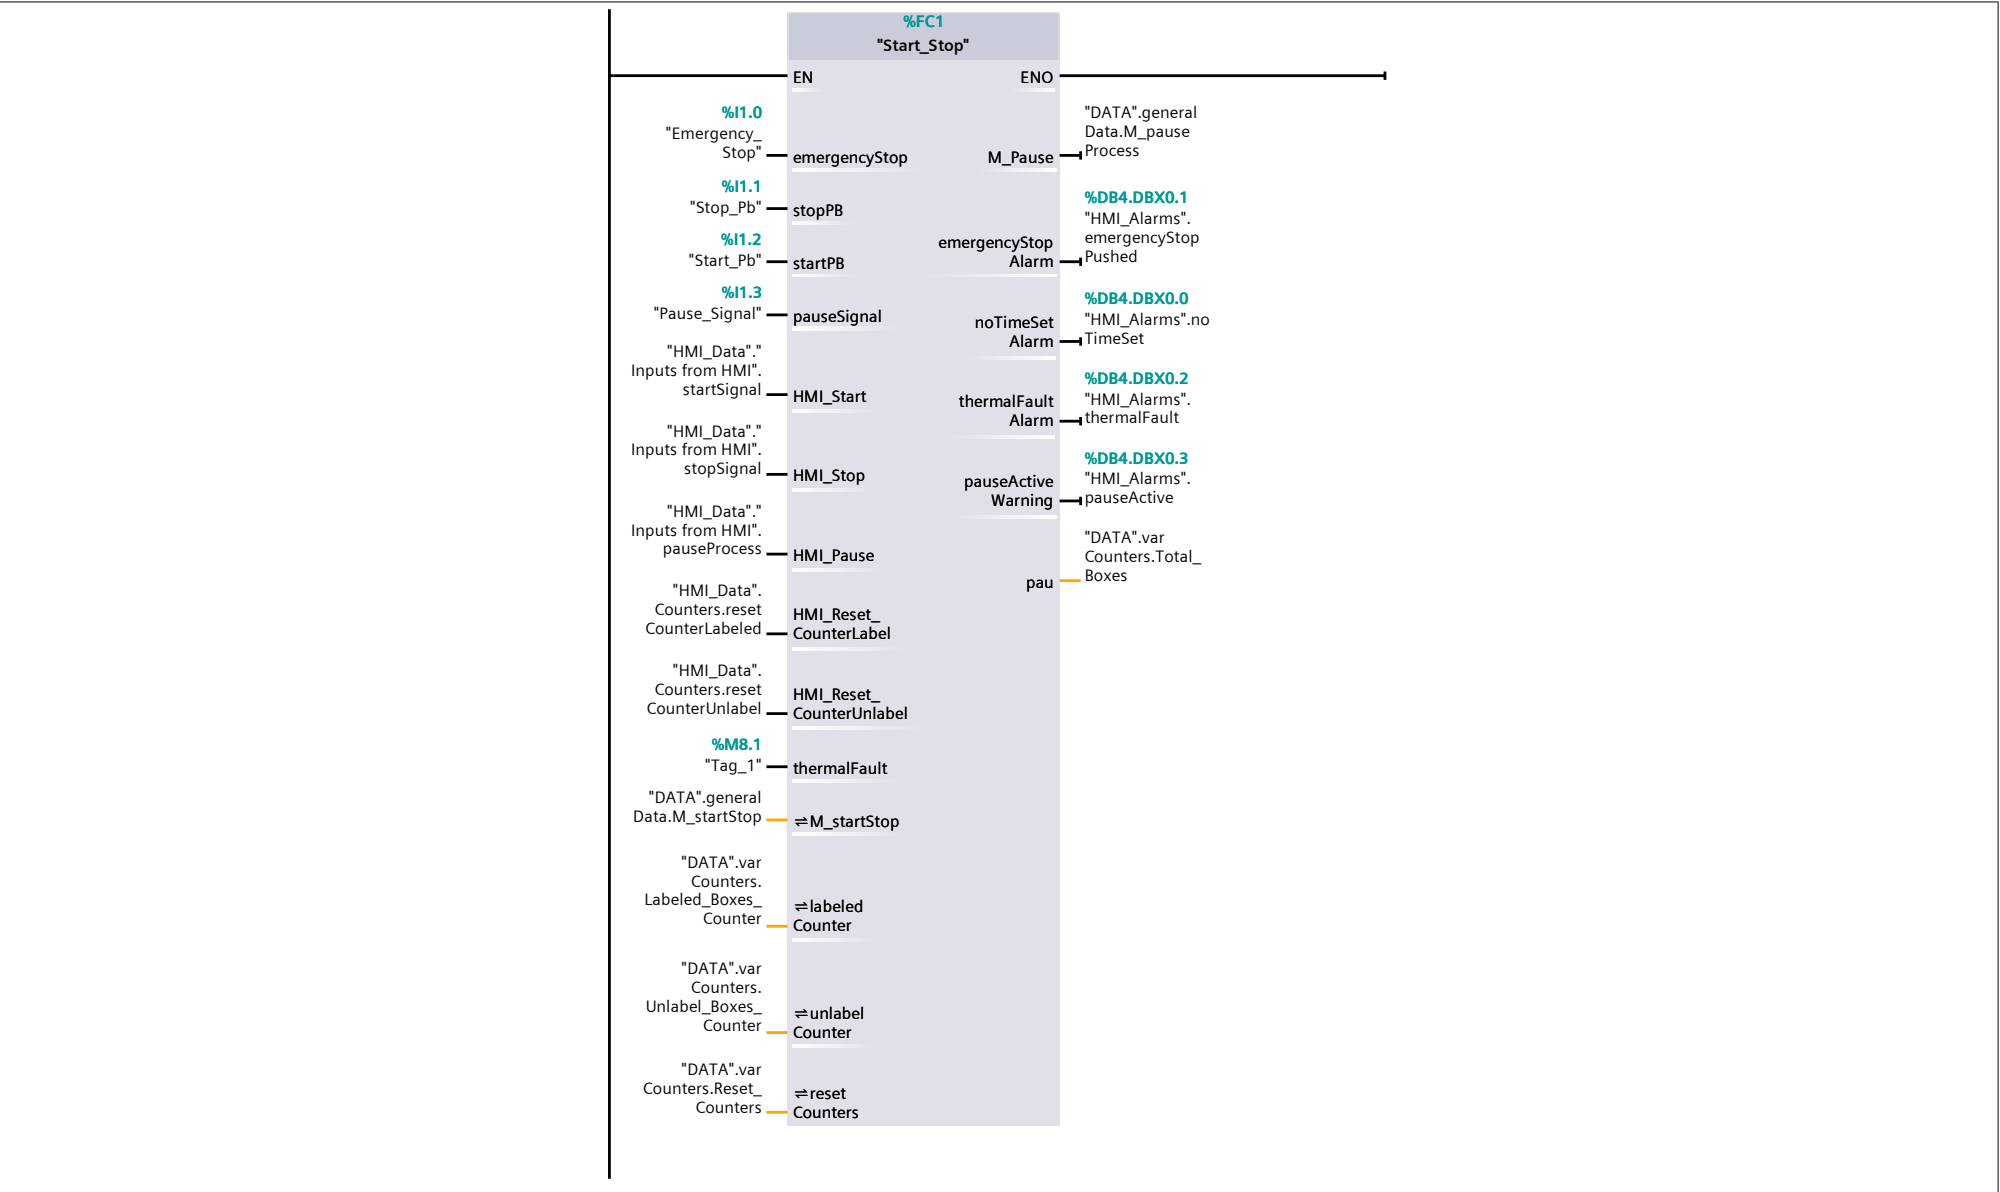 %FC1
"Start_Stop"
EN
ENO
%I1.0
"Emergency_
Stop"
emergencyStop
%I1.1
"Stop_Pb"
stopPB
%I1.2
"Start_Pb"
startPB
%I1.3
"Pause_Signal"
pauseSignal
"HMI_Data"."
Inputs from HMI".
startSignal
HMI_Start
"HMI_Data"."
Inputs from HMI".
stopSignal
HMI_Stop
"HMI_Data"."
Inputs from HMI".
pauseProcess
HMI_Pause
"HMI_Data".
Counters.reset
CounterLabeled
HMI_Reset_
CounterLabel
"HMI_Data".
Counters.reset
CounterUnlabel
HMI_Reset_
CounterUnlabel
%M8.1
"Tag_1"
thermalFault
"DATA".general
Data.M_startStop
⇌M_startStop
"DATA".var
Counters.
Labeled_Boxes_
Counter
⇌labeled
Counter
"DATA".var
Counters.
Unlabel_Boxes_
Counter
⇌unlabel
Counter
"DATA".var
Counters.Reset_
Counters
⇌reset
Counters
M_Pause
"DATA".general
Data.M_pause
Process
emergencyStop
Alarm
%DB4.DBX0.1
"HMI_Alarms".
emergencyStop
Pushed
noTimeSet
Alarm
%DB4.DBX0.0
"HMI_Alarms".no
TimeSet
thermalFault
Alarm
%DB4.DBX0.2
"HMI_Alarms".
thermalFault
pauseActive
Warning
%DB4.DBX0.3
"HMI_Alarms".
pauseActive
pau
"DATA".var
Counters.Total_
Boxes